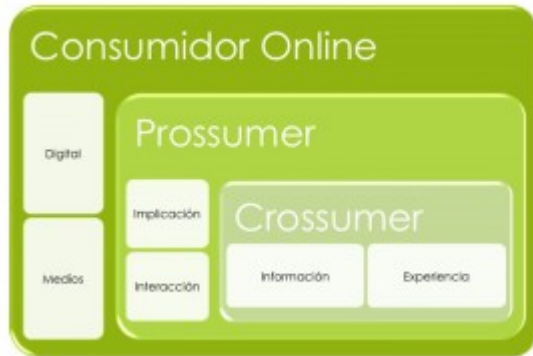 Consumidor Online
Digital
Medios
Prossumer
Implicación
Interacción
Crossumer
Información
Experiencia